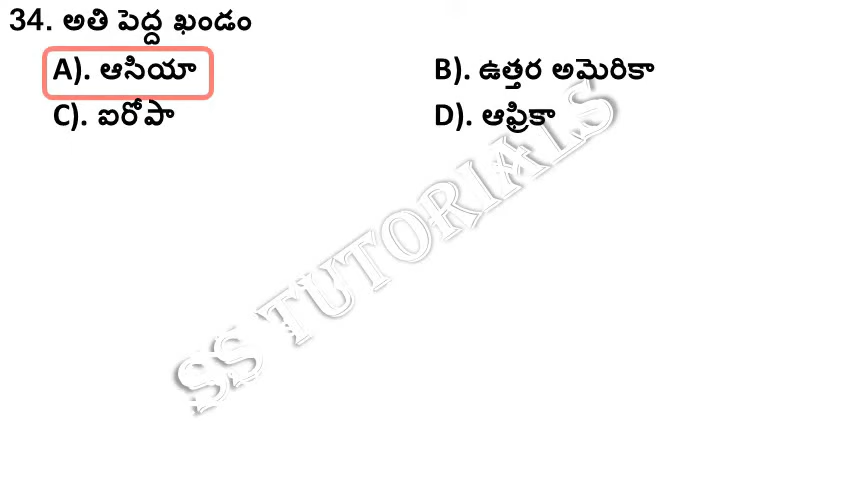 34. అతి పెద్ద ఖండం
A). ఆసియా B). ఉత్తర అమెరికా
C). ఐరోపా D). ఆఫ్రికా
SS TUTORIALS